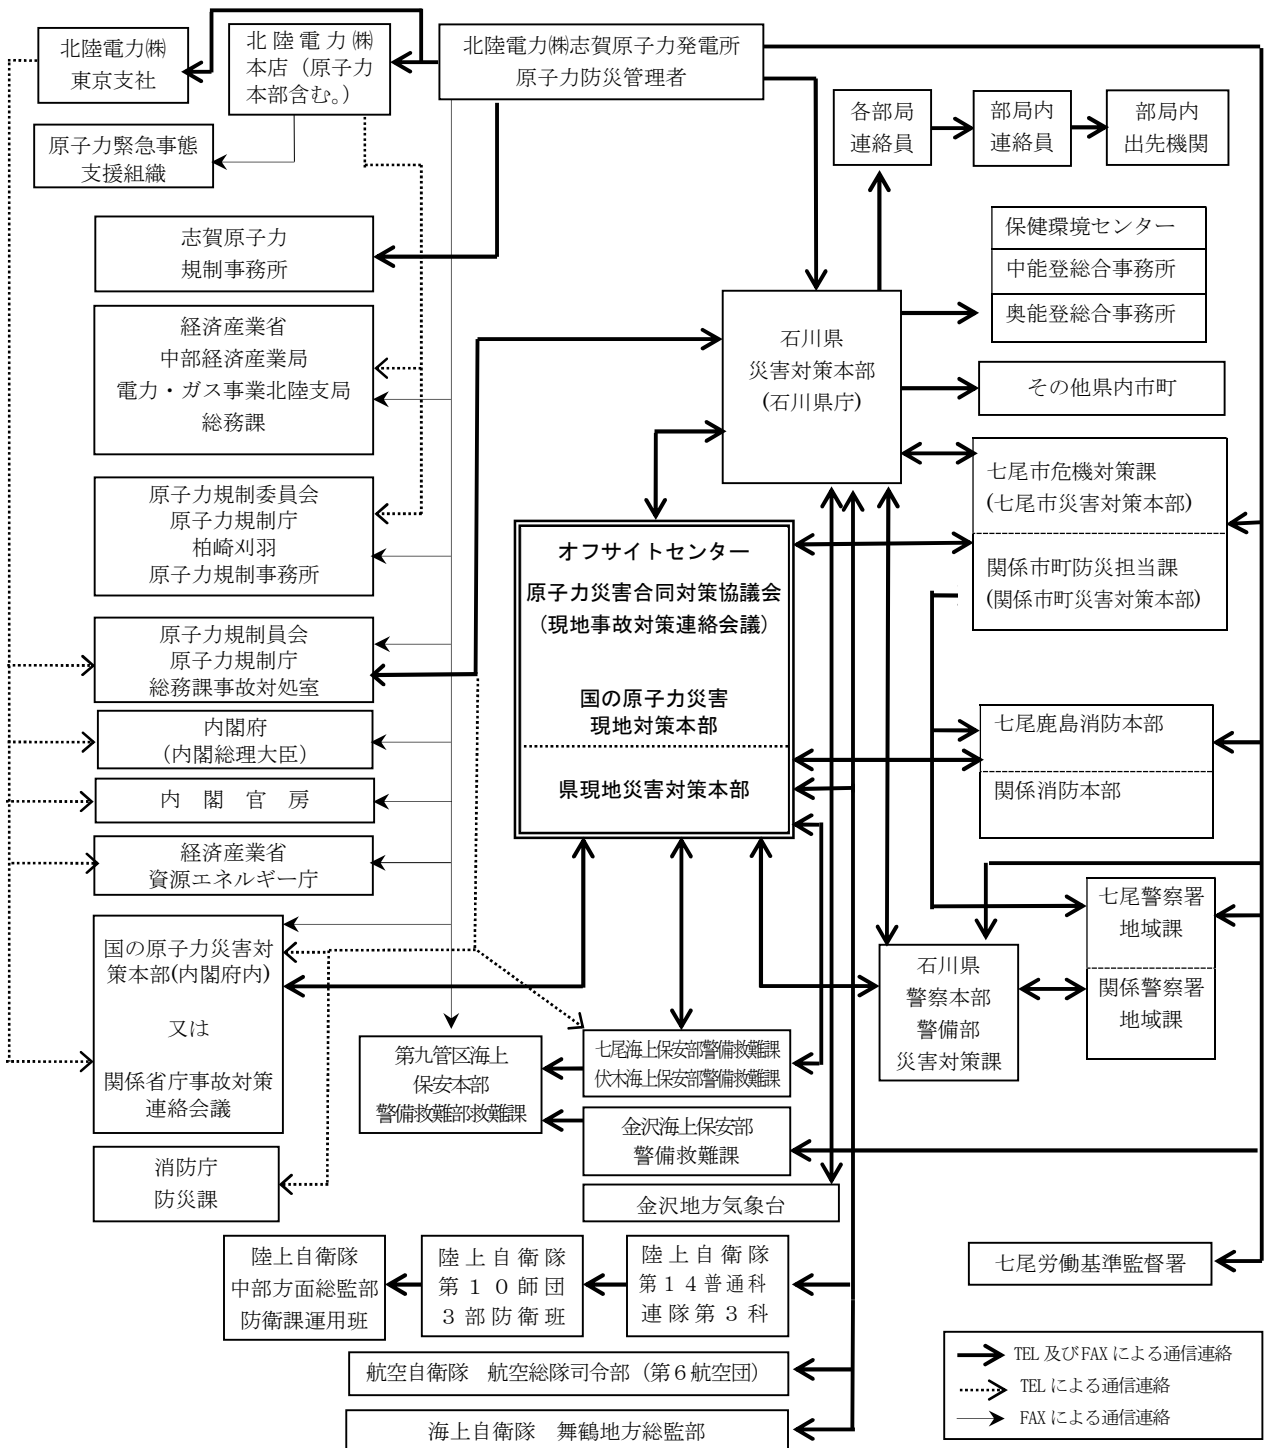 北陸電力㈱
東京支社
北陸電力㈱
本店（原子力
本部含む。）
北陸電力㈱志賀原子力発電所
原子力防災管理者
各部局
連絡員
部局内
連絡員
部局内
出先機関
原子力緊急事態
支援組織
志賀原子力
規制事務所
保健環境センター
中能登総合事務所
奥能登総合事務所
経済産業省
中部経済産業局
電力・ガス事業北陸支局
総務課
石川県
災害対策本部
(石川県庁)
その他県内市町
原子力規制委員会
原子力規制庁
柏崎刈羽
原子力規制事務所
七尾市危機対策課
(七尾市災害対策本部)
関係市町防災担当課
(関係市町災害対策本部)
オフサイトセンター
原子力災害合同対策協議会
（現地事故対策連絡会議）
国の原子力災害
現地対策本部
県現地災害対策本部
原子力規制員会
原子力規制庁
総務課事故対処室
内閣府
（内閣総理大臣）
内　閣　官　房
経済産業省
資源エネルギー庁
七尾鹿島消防本部
関係消防本部
国の原子力災害対
策本部(内閣府内)
又は
関係省庁事故対策
連絡会議
七尾警察署
地域課
関係警察署
地域課
石川県
警察本部
警備部
災害対策課
第九管区海上
保安本部
警備救難部救難課
七尾海上保安部警備救難課
伏木海上保安部警備救難課
金沢海上保安部
警備救難課
金沢地方気象台
消防庁
防災課
陸上自衛隊
中部方面総監部
防衛課運用班
陸上自衛隊
第１０師団
３部防衛班
陸上自衛隊
第１４普通科
連隊第３科
七尾労働基準監督署
航空自衛隊　航空総隊司令部（第６航空団）
海上自衛隊　舞鶴地方総監部
TEL 及びFAX による通信連絡
TEL による通信連絡
FAX による通信連絡